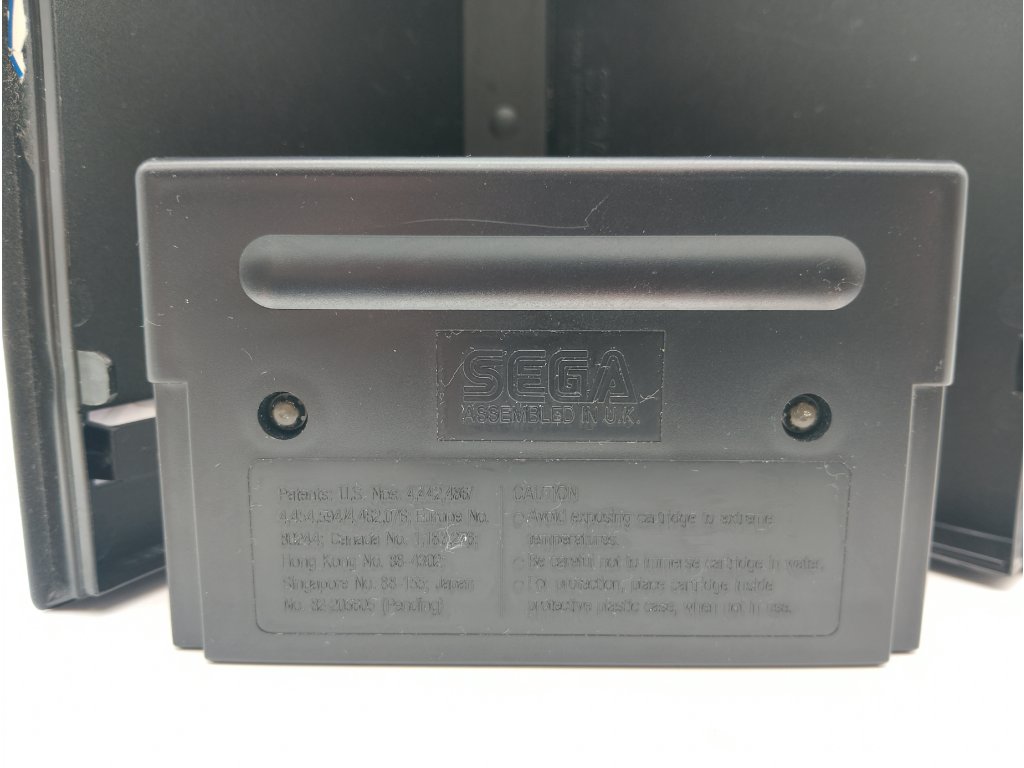 SEGA
ASSEMBLED IN U.K.
Patents: U.S. Nos. 4,442,486/
4,454,594/4,462,076; Europe No.
80244; Canada No. 1,183,276;
Hong Kong No. 88-4302;
Singapore No. 88-155; Japan
No. 82-205605 (Pending)
CAUTION
Avoid exposing cartridge to extreme
temperatures.
Be careful not to immerse cartridge in water.
For protection, place cartridge inside
protective plastic case, when not in use.